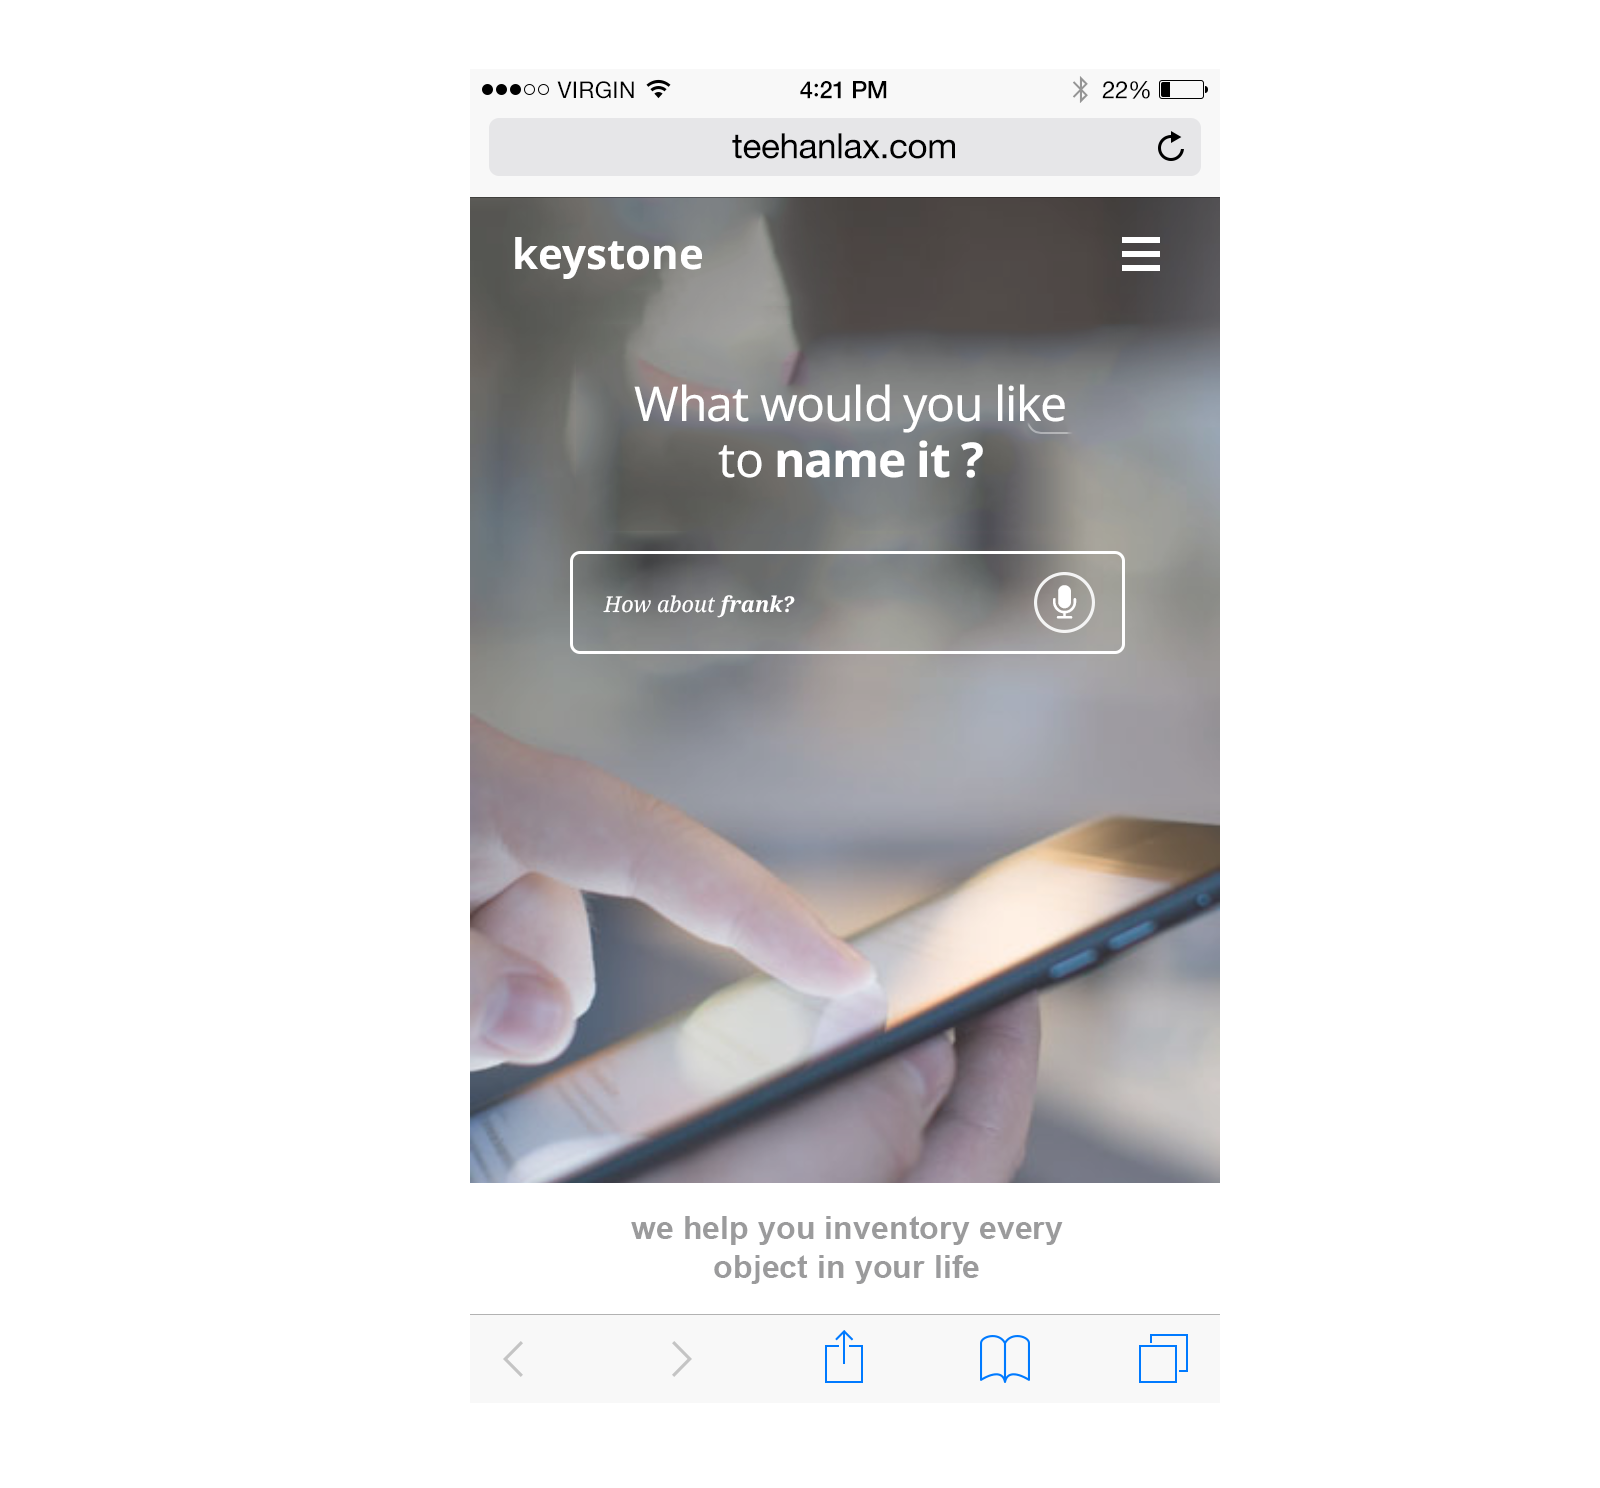 VIRGIN 4:21 PM 22%
teehanlax.com
keystone
What would you like
to name it ?
How about frank?
we help you inventory every
object in your life